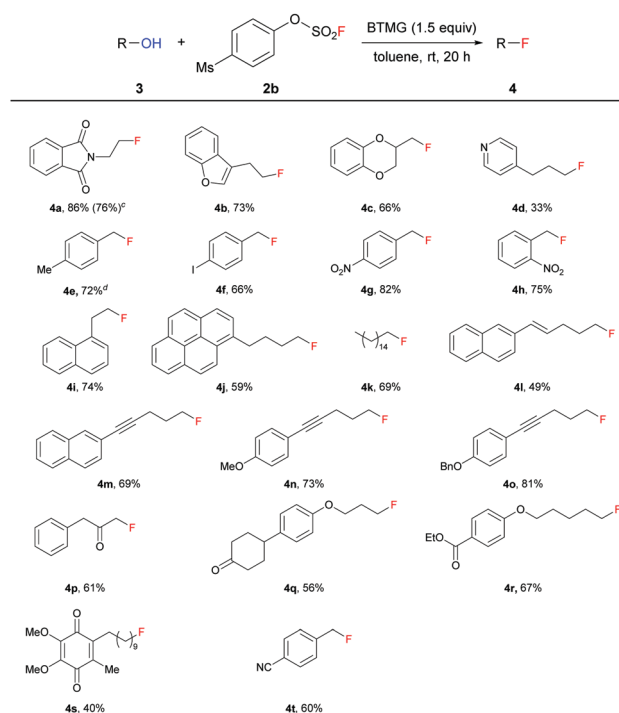 R—OH + Ms O SO2F BTMG (1.5 equiv) toluene, rt, 20 h R—F
3 2b 4
O N O F
O F
O O F
N F
4a, 86% (76%)c 4b, 73% 4c, 66% 4d, 33%
Me F
I F
NO2 F
F NO2
4e, 72%d 4f, 66% 4g, 82% 4h, 75%
F
F
14 F
F
4i, 74% 4j, 59% 4k, 69% 4l, 49%
F
MeO F
BnO F
4m, 69% 4n, 73% 4o, 81%
O F
O O F
EtO O O F
4p, 61% 4q, 56% 4r, 67%
MeO MeO O O Me 9 F
CN F
4s, 40% 4t, 60%